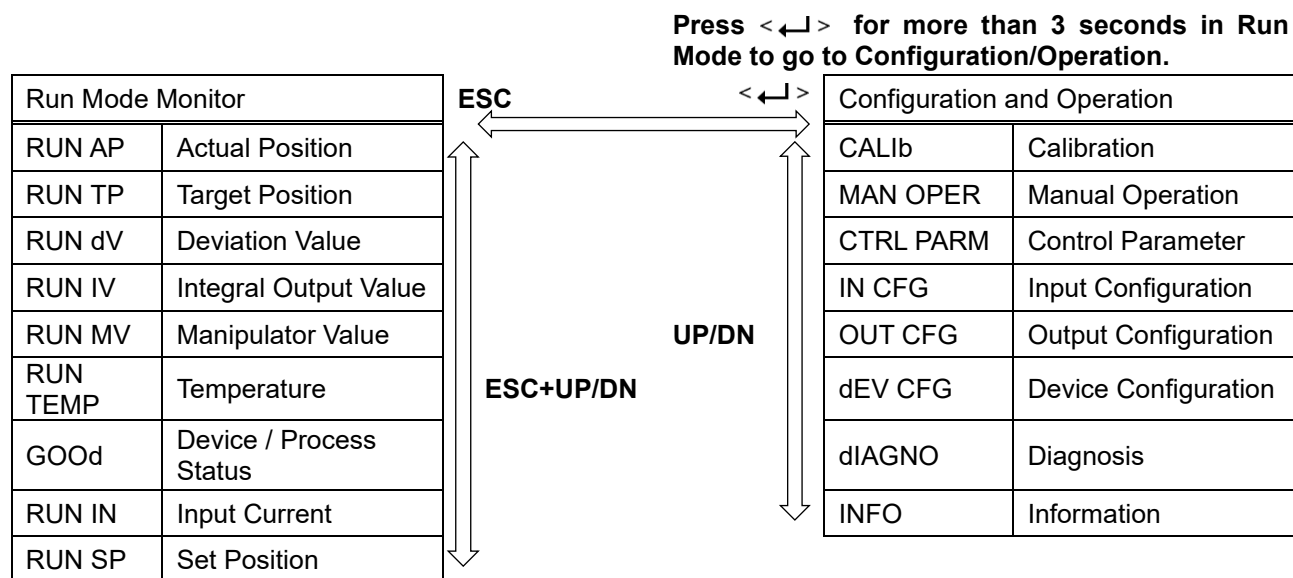 Press <↵> for more than 3 seconds in Run
Mode to go to Configuration/Operation.
Run Mode Monitor
ESC
<↵>
Configuration and Operation
RUN AP Actual Position
RUN TP Target Position
RUN dV Deviation Value
RUN IV Integral Output Value
RUN MV Manipulator Value
RUN
TEMP
Temperature
GOOd
Device / Process
Status
RUN IN Input Current
RUN SP Set Position
ESC+UP/DN
UP/DN
CALIb Calibration
MAN OPER Manual Operation
CTRL PARM Control Parameter
IN CFG Input Configuration
OUT CFG Output Configuration
dEV CFG Device Configuration
dIAGNO Diagnosis
INFO Information